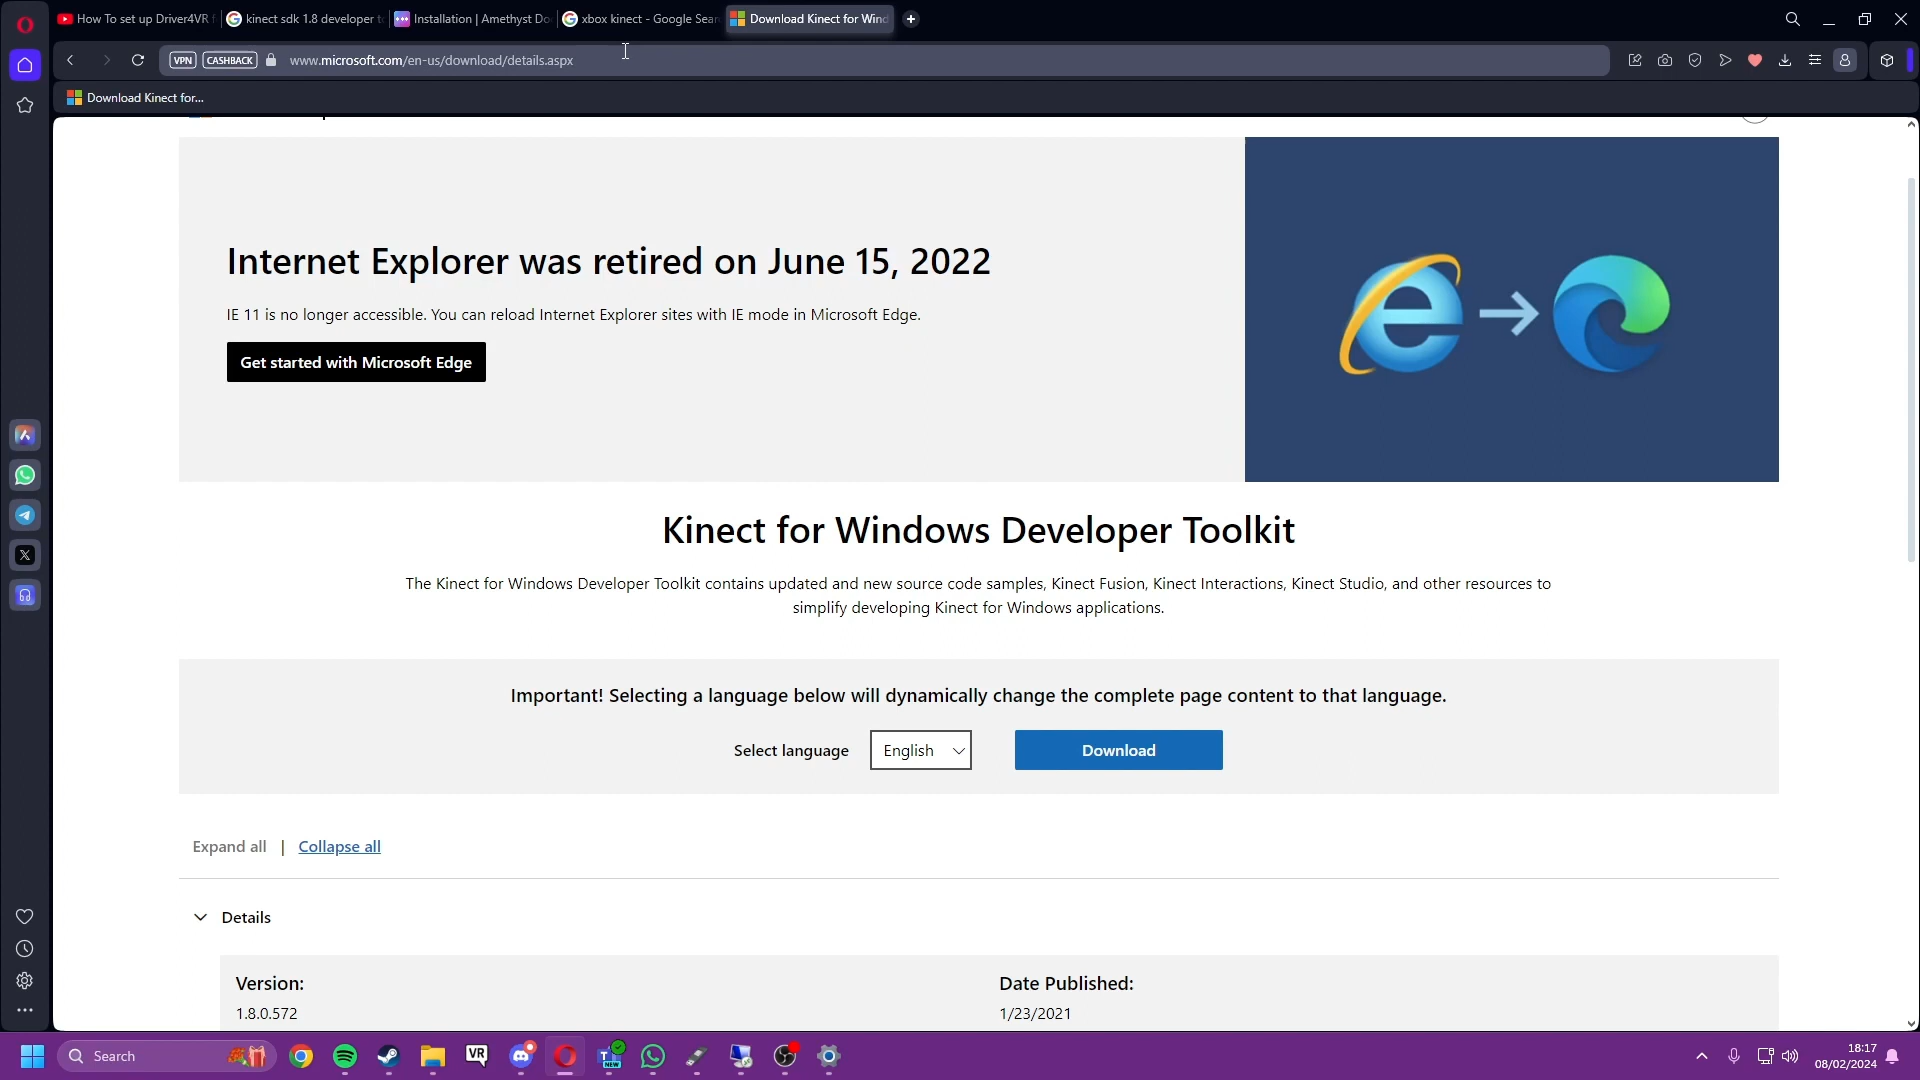 How To set up Driver4VR f
kinect sdk 1.8 developer t
Installation | Amethyst Do
xbox kinect - Google Sear
Download Kinect for Wind
VPN
CASHBACK
www.microsoft.com/en-us/download/details.aspx
Download Kinect for...
Internet Explorer was retired on June 15, 2022
IE 11 is no longer accessible. You can reload Internet Explorer sites with IE mode in Microsoft Edge.
Get started with Microsoft Edge
Kinect for Windows Developer Toolkit
The Kinect for Windows Developer Toolkit contains updated and new source code samples, Kinect Fusion, Kinect Interactions, Kinect Studio, and other resources to
simplify developing Kinect for Windows applications.
Important! Selecting a language below will dynamically change the complete page content to that language.
Select language
English
Download
Expand all | Collapse all
Details
Version:
1.8.0.572
Date Published:
1/23/2021
Search
VR
NEW
18:17
08/02/2024